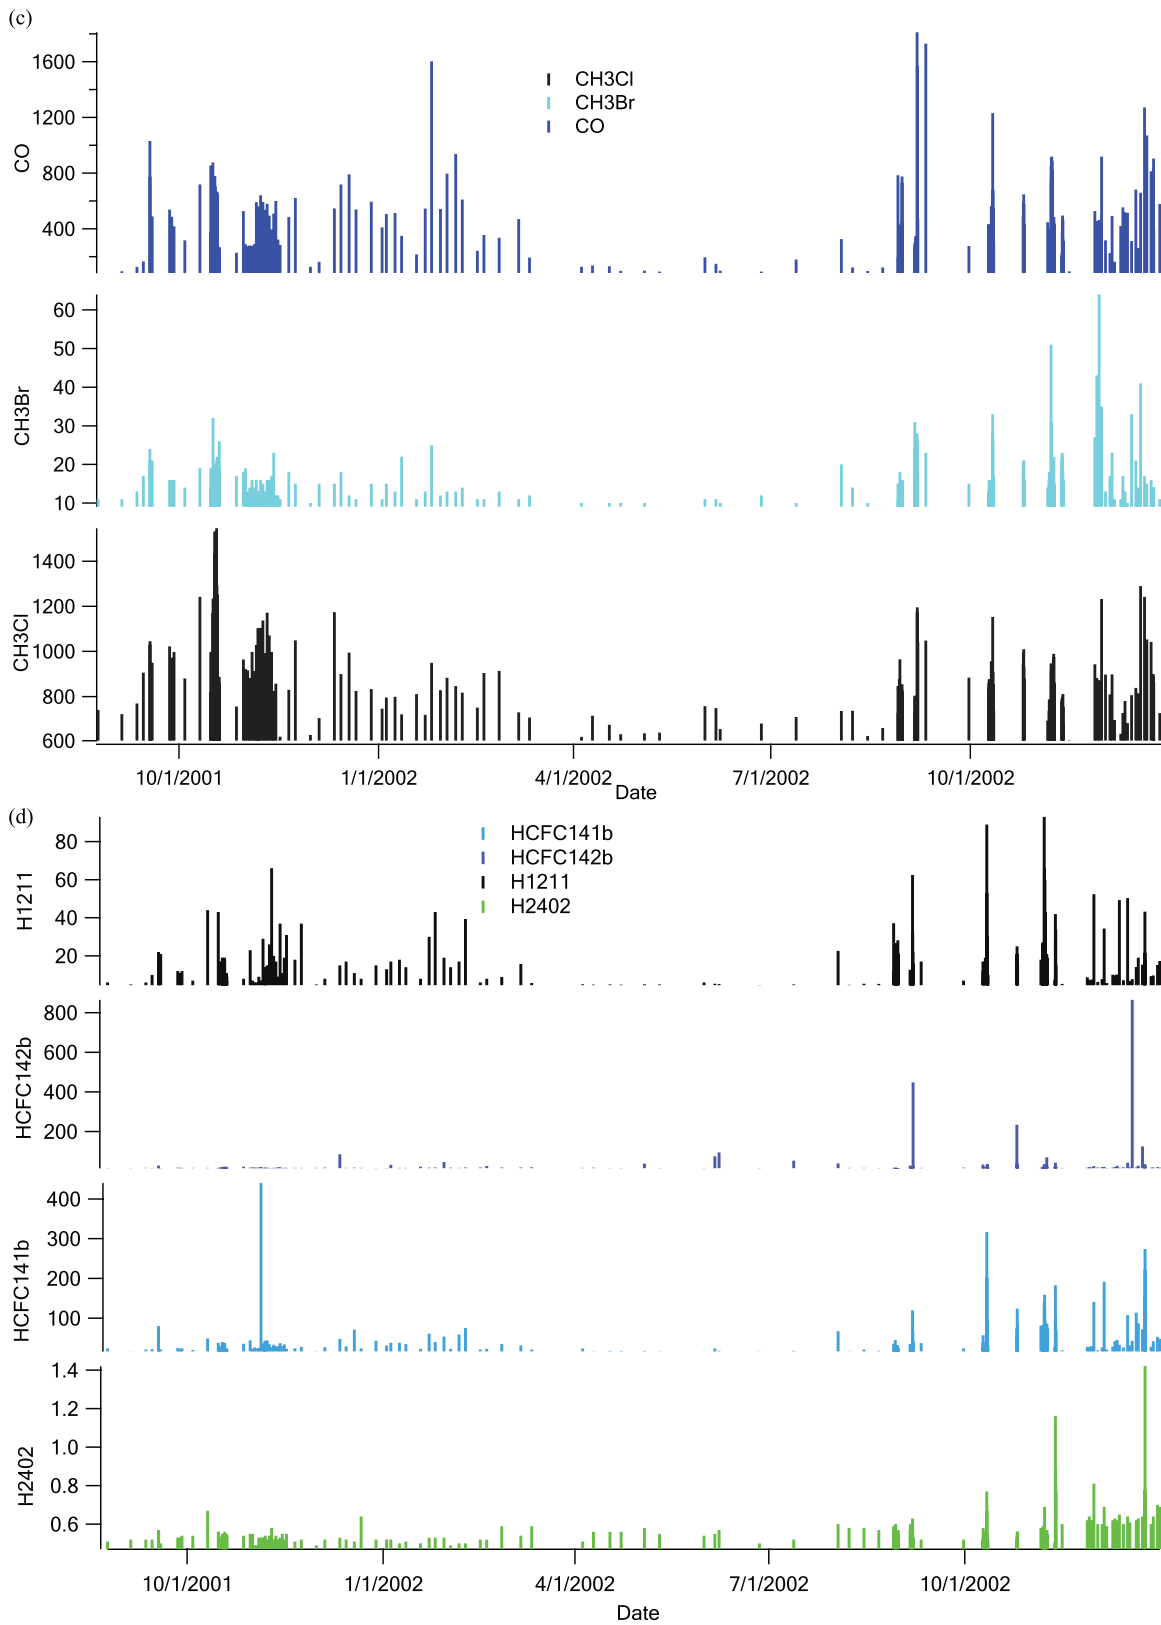 (c)
CH3Cl
CH3Br
CO
1600
1200
800
400
CO
60
50
40
30
20
10
CH3Br
1400
1200
1000
800
600
CH3Cl
10/1/2001 1/1/2002 4/1/2002 7/1/2002 10/1/2002
Date
(d)
HCFC141b
HCFC142b
H1211
H2402
80
60
40
20
H1211
800
600
400
200
HCFC142b
400
300
200
100
HCFC141b
1.4
1.2
1.0
0.8
0.6
H2402
10/1/2001 1/1/2002 4/1/2002 7/1/2002 10/1/2002
Date